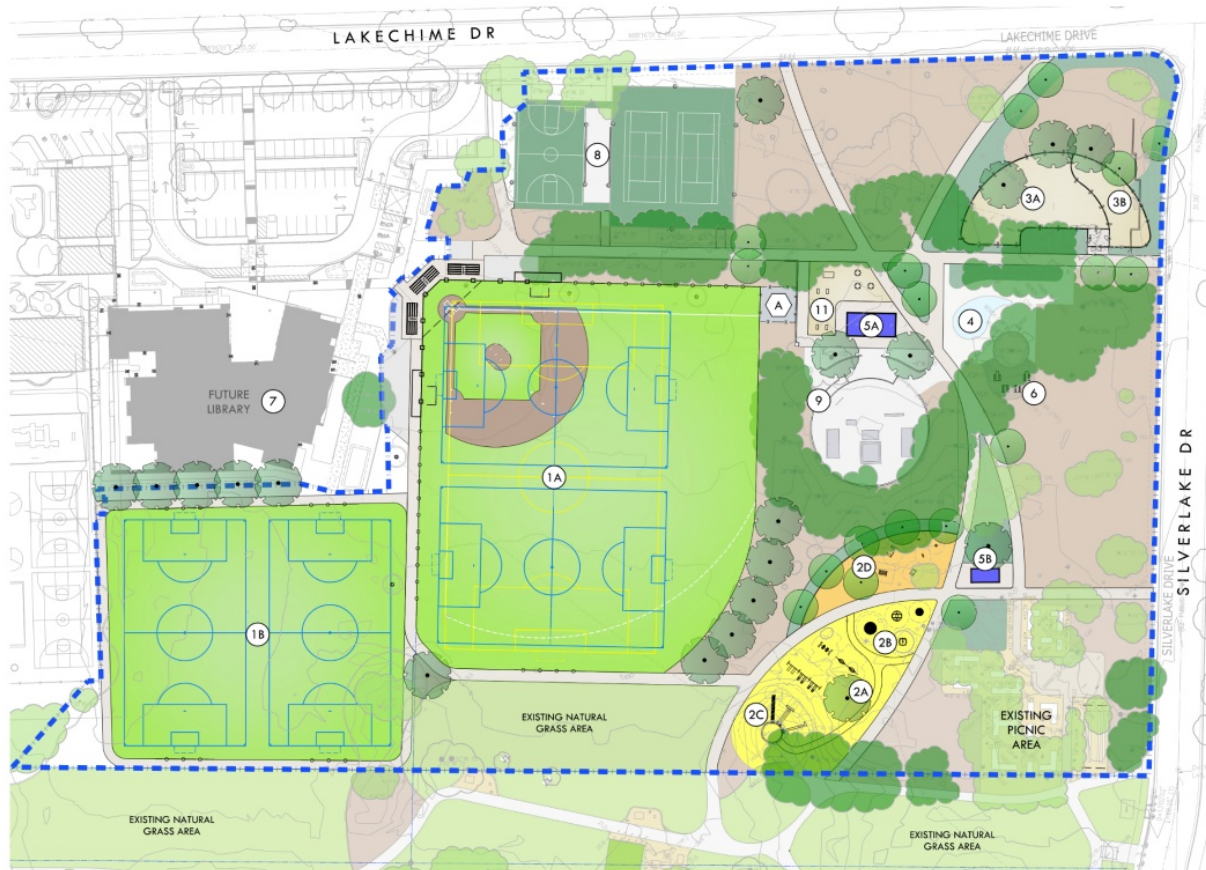 LAKECHIME DR
LAKECHIME DRIVE
8
3A
3B
A
11
5A
4
FUTURE
LIBRARY
7
9
6
SILVERLAKE DR
1A
2D
5B
SILVERLAKE DRIVE
1B
2B
2A
2C
EXISTING NATURAL
GRASS AREA
EXISTING
PICNIC
AREA
EXISTING NATURAL
GRASS AREA
EXISTING NATURAL
GRASS AREA